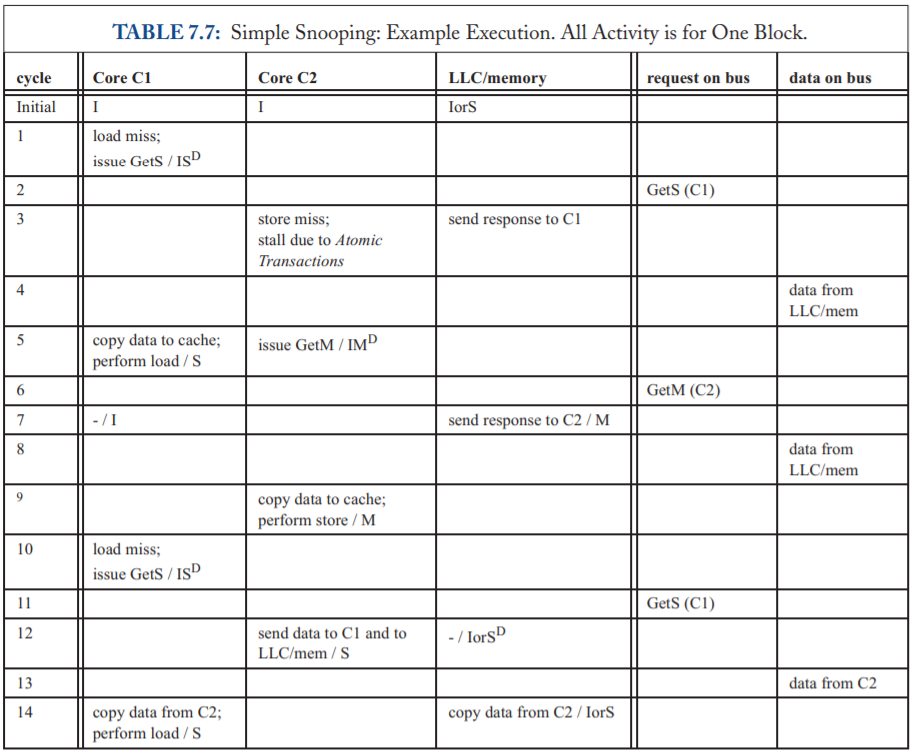 TABLE 7.7: Simple Snooping: Example Execution. All Activity is for One Block.
cycle Core C1 Core C2 LLC/memory request on bus data on bus
Initial I I IorS
1 load miss;
issue GetS / ISD
2 GetS (C1)
3 store miss; send response to C1
stall due to Atomic
Transactions
4 data from
LLC/mem
5 copy data to cache; issue GetM / IMD
perform load / S
6 GetM (C2)
7 - / I send response to C2 / M
8 data from
LLC/mem
9 copy data to cache;
perform store / M
10 load miss;
issue GetS / ISD
11 GetS (C1)
12 send data to C1 and to - / IorSD
LLC/mem / S
13 data from C2
14 copy data from C2; copy data from C2 / IorS
perform load / S